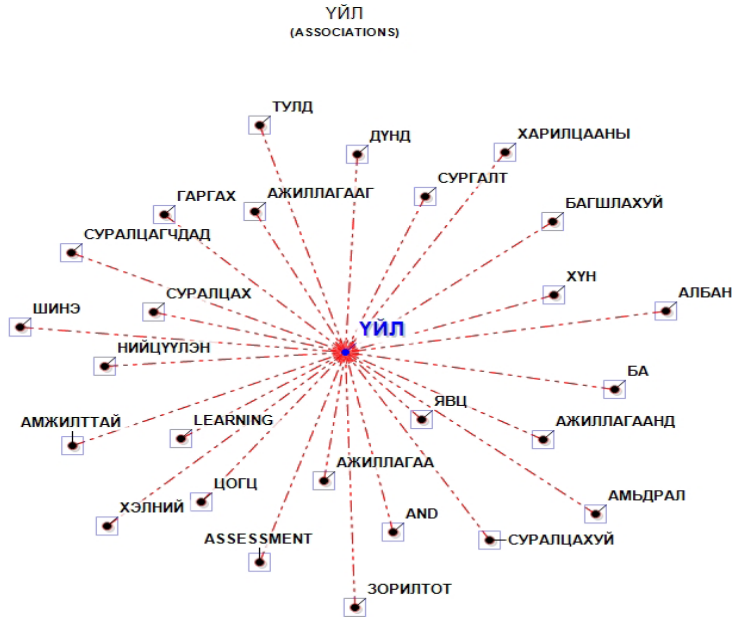 ҮЙЛ
(ASSOCIATIONS)
ТУЛД
ДҮНД
ХАРИЛЦААНЫ
СУРГАЛТ
ГАРГАХ
АЖИЛЛАГААГ
БАГШЛАХУЙ
СУРАЛЦАГЧДАД
ХҮН
СУРАЛЦАХ
АЛБАН
ШИНЭ
ҮЙЛ
НИЙЦҮҮЛЭН
БА
ЯВЦ
АМЖИЛТТАЙ
LEARNING
АЖИЛЛАГААНД
АЖИЛЛАГАА
ЦОГЦ
ХЭЛНИЙ
АМЬДРАЛ
AND
ASSESSMENT
СУРАЛЦАХУЙ
ЗОРИЛТОТ